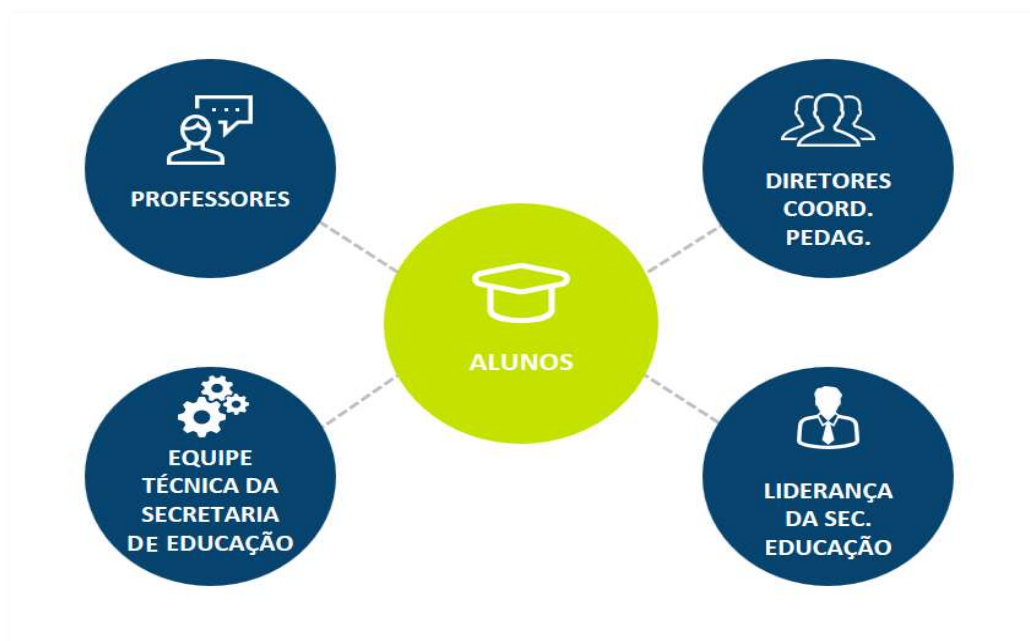 PROFESSORES
DIRETORES
COORD.
PEDAG.
ALUNOS
EQUIPE
TÉCNICA DA
SECRETARIA
DE EDUCAÇÃO
LIDERANÇA
DA SEC.
EDUCAÇÃO